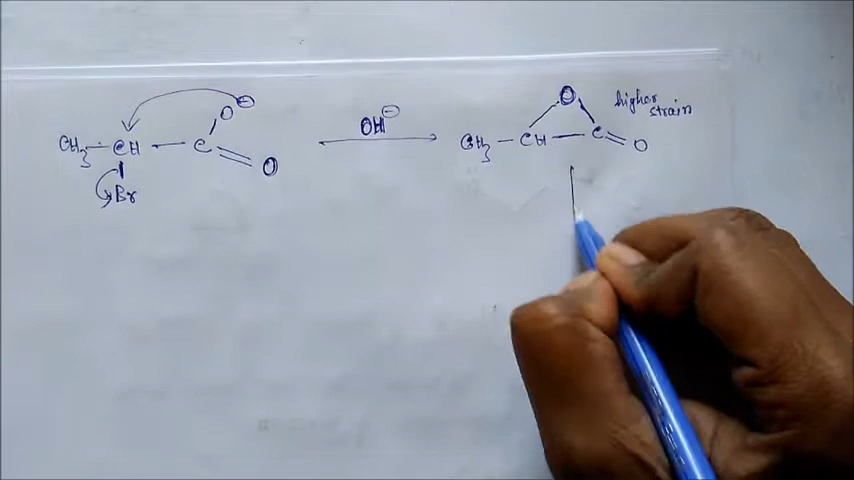 O⊖
CH3 – CH – C = O
Br
OH⊖
O
CH3 – CH – C = O
higher
strain